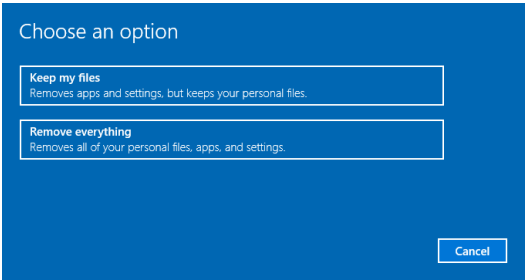 Choose an option
Keep my files
Removes apps and settings, but keeps your personal files.
Remove everything
Removes all of your personal files, apps, and settings.
Cancel